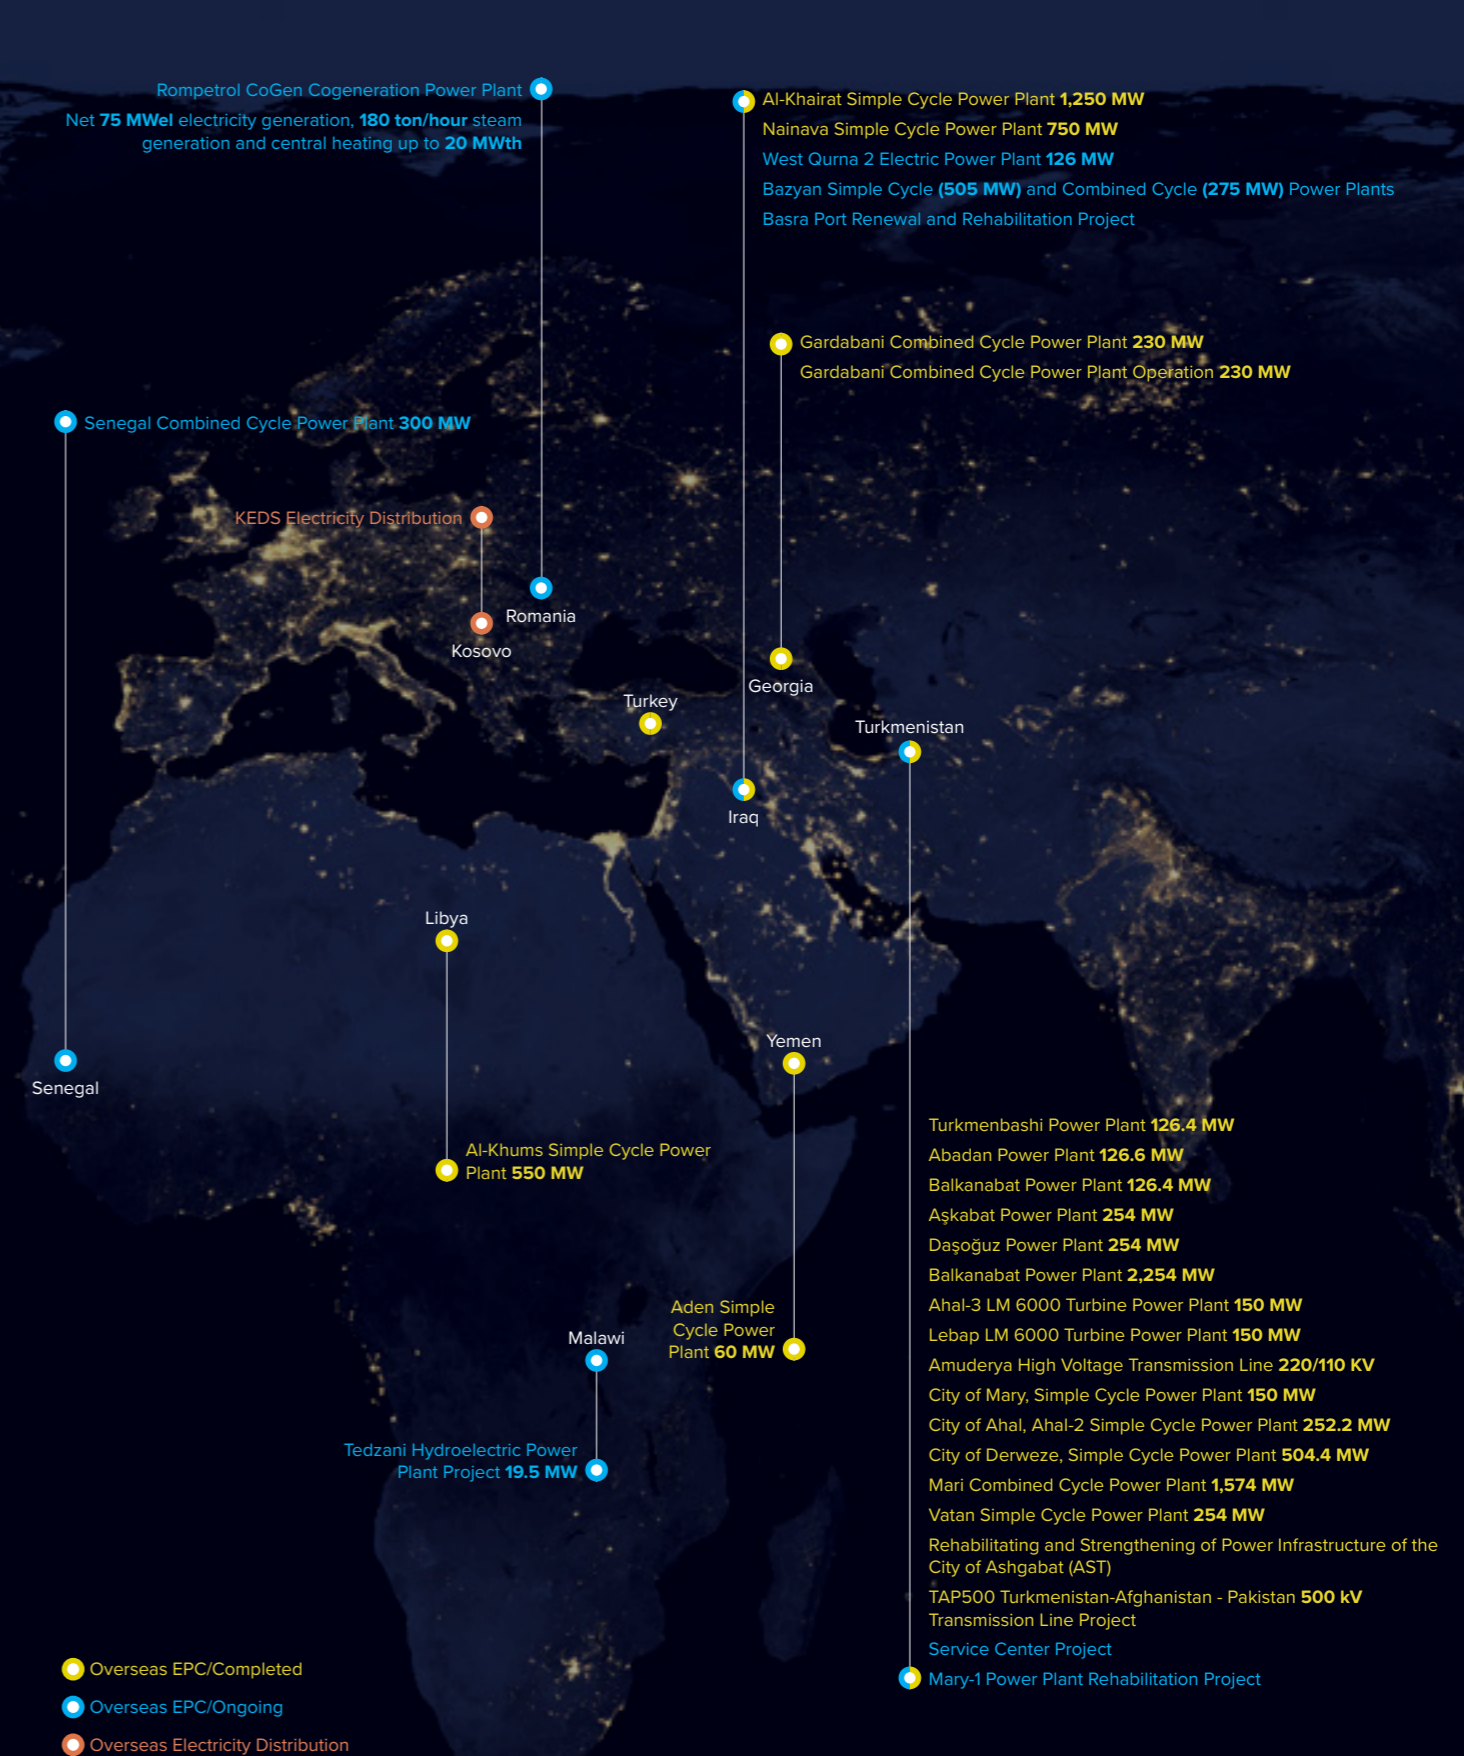 Rompetrol CoGen Cogeneration Power Plant
Net 75 MWel electricity generation, 180 ton/hour steam
generation and central heating up to 20 MWth
Al-Khairat Simple Cycle Power Plant 1,250 MW
Nainava Simple Cycle Power Plant 750 MW
West Qurna 2 Electric Power Plant 126 MW
Bazyan Simple Cycle (505 MW) and Combined Cycle (275 MW) Power Plants
Basra Port Renewal and Rehabilitation Project
Gardabani Combined Cycle Power Plant 230 MW
Gardabani Combined Cycle Power Plant Operation 230 MW
Senegal Combined Cycle Power Plant 300 MW
KEDS Electricity Distribution
Romania
Kosovo
Georgia
Turkey
Turkmenistan
Iraq
Libya
Yemen
Senegal
Al-Khums Simple Cycle Power
Plant 550 MW
Aden Simple
Cycle Power
Plant 60 MW
Malawi
Tedzani Hydroelectric Power
Plant Project 19.5 MW
Turkmenbashi Power Plant 126.4 MW
Abadan Power Plant 126.6 MW
Balkanabat Power Plant 126.4 MW
Aşkabat Power Plant 254 MW
Daşoğuz Power Plant 254 MW
Balkanabat Power Plant 2,254 MW
Ahal-3 LM 6000 Turbine Power Plant 150 MW
Lebap LM 6000 Turbine Power Plant 150 MW
Amuderya High Voltage Transmission Line 220/110 KV
City of Mary, Simple Cycle Power Plant 150 MW
City of Ahal, Ahal-2 Simple Cycle Power Plant 252.2 MW
City of Derweze, Simple Cycle Power Plant 504.4 MW
Mari Combined Cycle Power Plant 1,574 MW
Vatan Simple Cycle Power Plant 254 MW
Rehabilitating and Strengthening of Power Infrastructure of the
City of Ashgabat (AST)
TAP500 Turkmenistan-Afghanistan - Pakistan 500 kV
Transmission Line Project
Service Center Project
Mary-1 Power Plant Rehabilitation Project
Overseas EPC/Completed
Overseas EPC/Ongoing
Overseas Electricity Distribution